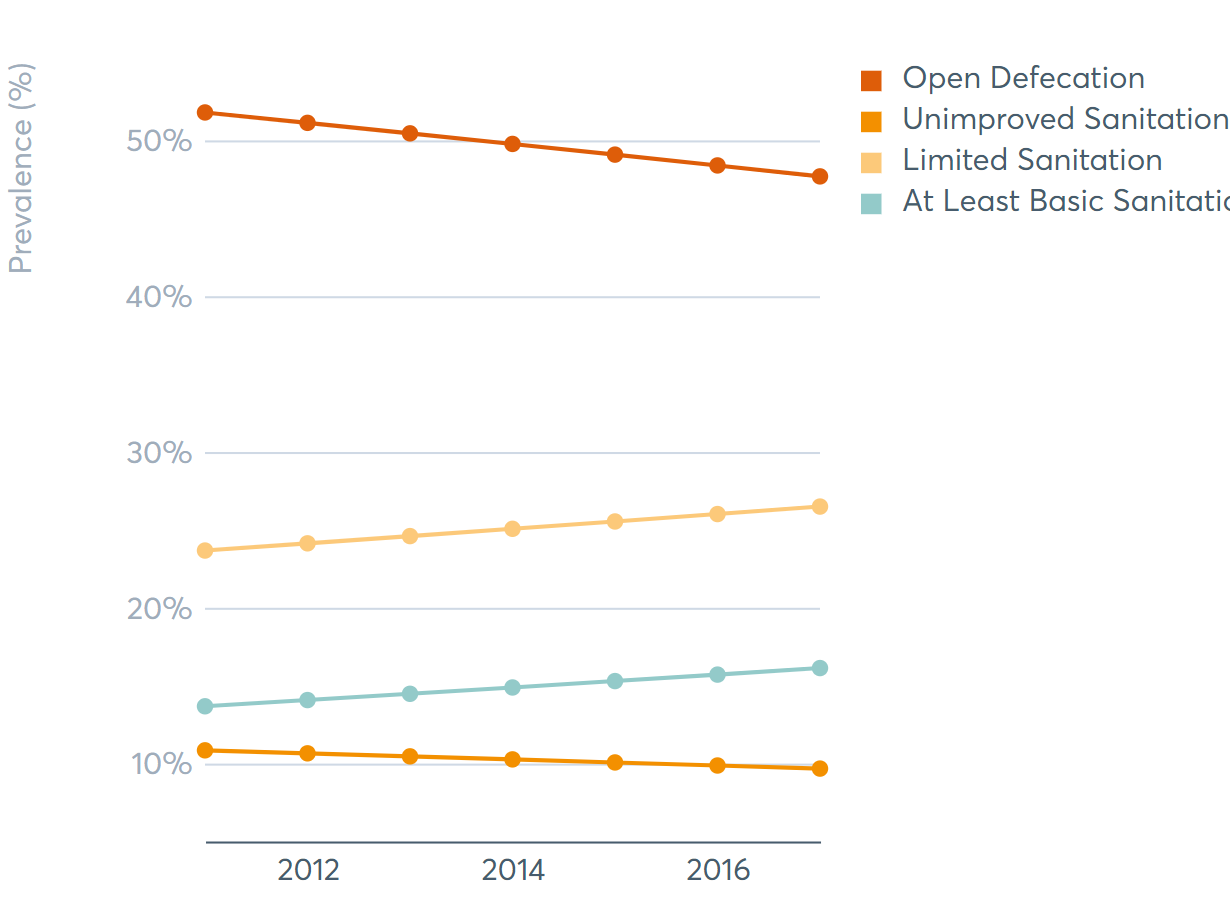 Prevalence (%)
50%
40%
30%
20%
10%
2012 2014 2016
Open Defecation
Unimproved Sanitation
Limited Sanitation
At Least Basic Sanitatio